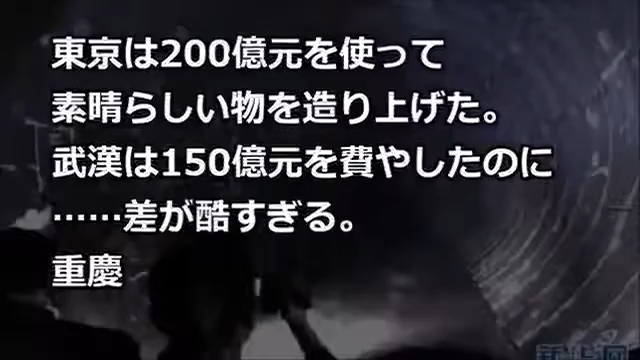 東京は200億元を使って
素晴らしい物を造り上げた。
武漢は150億元を費やしたのに
……差が酷すぎる。
重慶